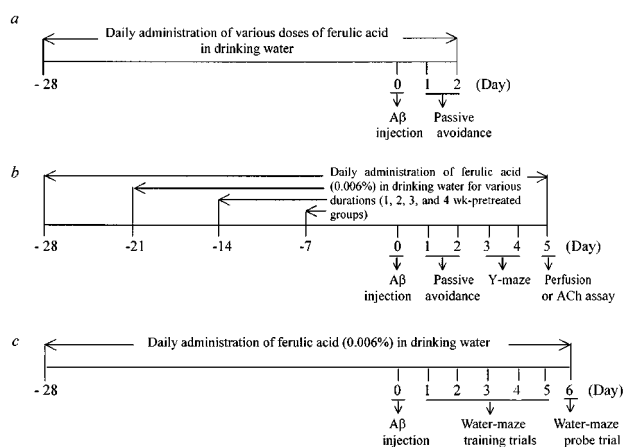 a
Daily administration of various doses of ferulic acid
in drinking water
- 28 0 1 2 (Day)
Aβ Passive
injection avoidance
b
Daily administration of ferulic acid
(0.006%) in drinking water for various
durations (1, 2, 3, and 4 wk-pretreated
groups)
- 28 -21 -14 -7 0 1 2 3 4 5 (Day)
Aβ Passive Y-maze Perfusion
injection avoidance or ACh assay
c
Daily administration of ferulic acid (0.006%) in drinking water
- 28 0 1 2 3 4 5 6 (Day)
Aβ Water-maze Water-maze
injection training trials probe trial